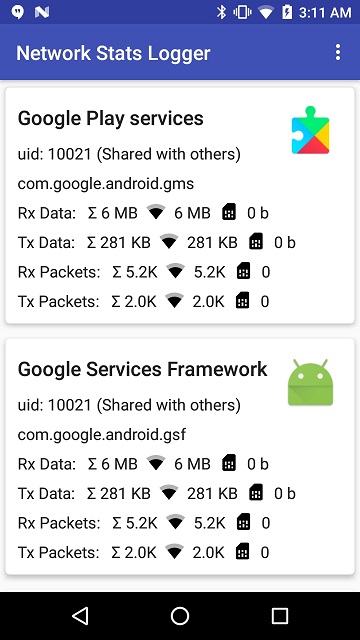 3:11 AM
Network Stats Logger
Google Play services
uid: 10021 (Shared with others)
com.google.android.gms
Rx Data: Σ 6 MB 6 MB 0 b
Tx Data: Σ 281 KB 281 KB 0 b
Rx Packets: Σ 5.2K 5.2K 0
Tx Packets: Σ 2.0K 2.0K 0
Google Services Framework
uid: 10021 (Shared with others)
com.google.android.gsf
Rx Data: Σ 6 MB 6 MB 0 b
Tx Data: Σ 281 KB 281 KB 0 b
Rx Packets: Σ 5.2K 5.2K 0
Tx Packets: Σ 2.0K 2.0K 0